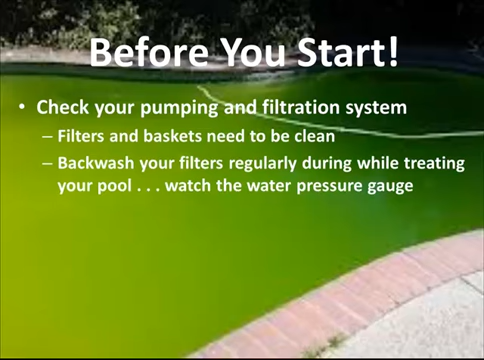 Before You Start!
• Check your pumping and filtration system
– Filters and baskets need to be clean
– Backwash your filters regularly during while treating
your pool . . . watch the water pressure gauge